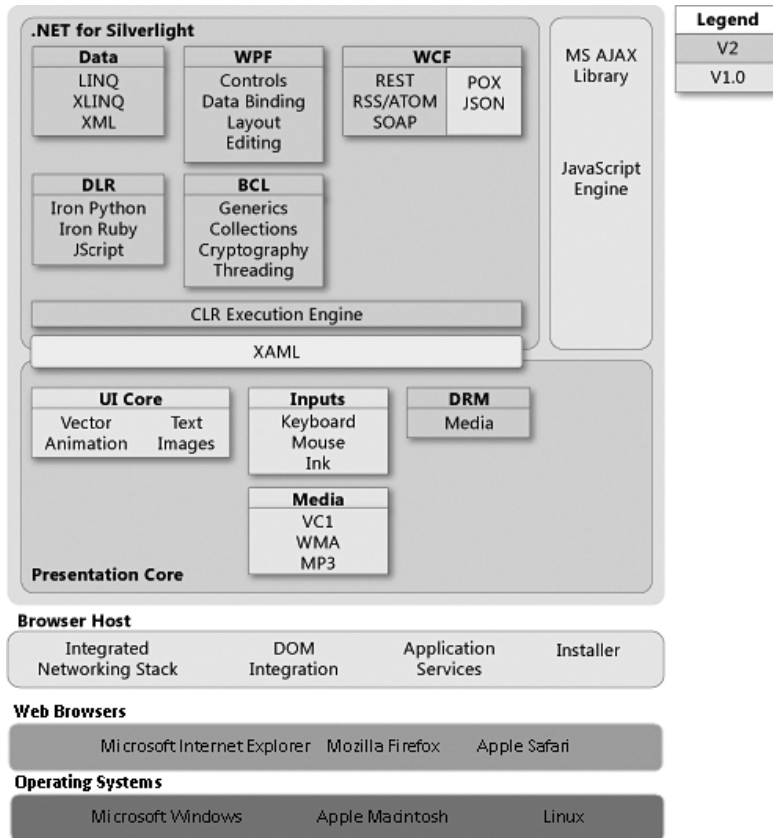 .NET for Silverlight
Data
LINQ
XLINQ
XML
WPF
Controls
Data Binding
Layout
Editing
WCF
REST
RSS/ATOM
SOAP
POX
JSON
DLR
Iron Python
Iron Ruby
JScript
BCL
Generics
Collections
Cryptography
Threading
CLR Execution Engine
MS AJAX
Library
JavaScript
Engine
Legend
V2
V1.0
XAML
UI Core
Vector Text
Animation Images
Inputs
Keyboard
Mouse
Ink
DRM
Media
Media
VC1
WMA
MP3
Presentation Core
Browser Host
Integrated
Networking Stack
DOM
Integration
Application
Services
Installer
Web Browsers
Microsoft Internet Explorer Mozilla Firefox Apple Safari
Operating Systems
Microsoft Windows Apple Macintosh Linux